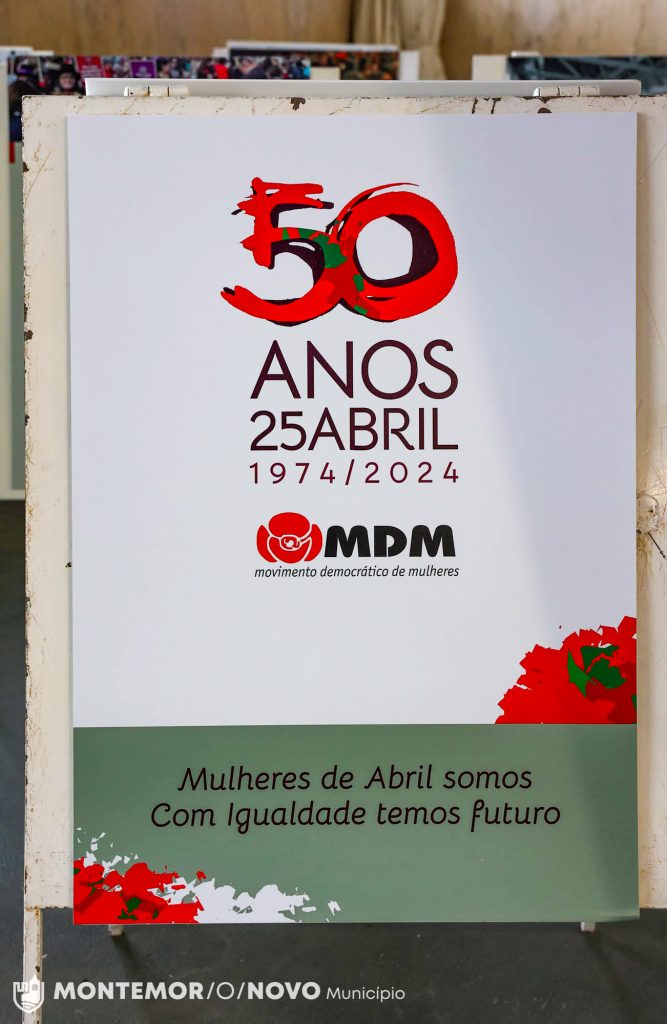 50
ANOS
25ABRIL
1974/2024
MDM
movimento democrático de mulheres
Mulheres de Abril somos
Com Igualdade temos futuro
MONTEMOR/O/NOVO Município